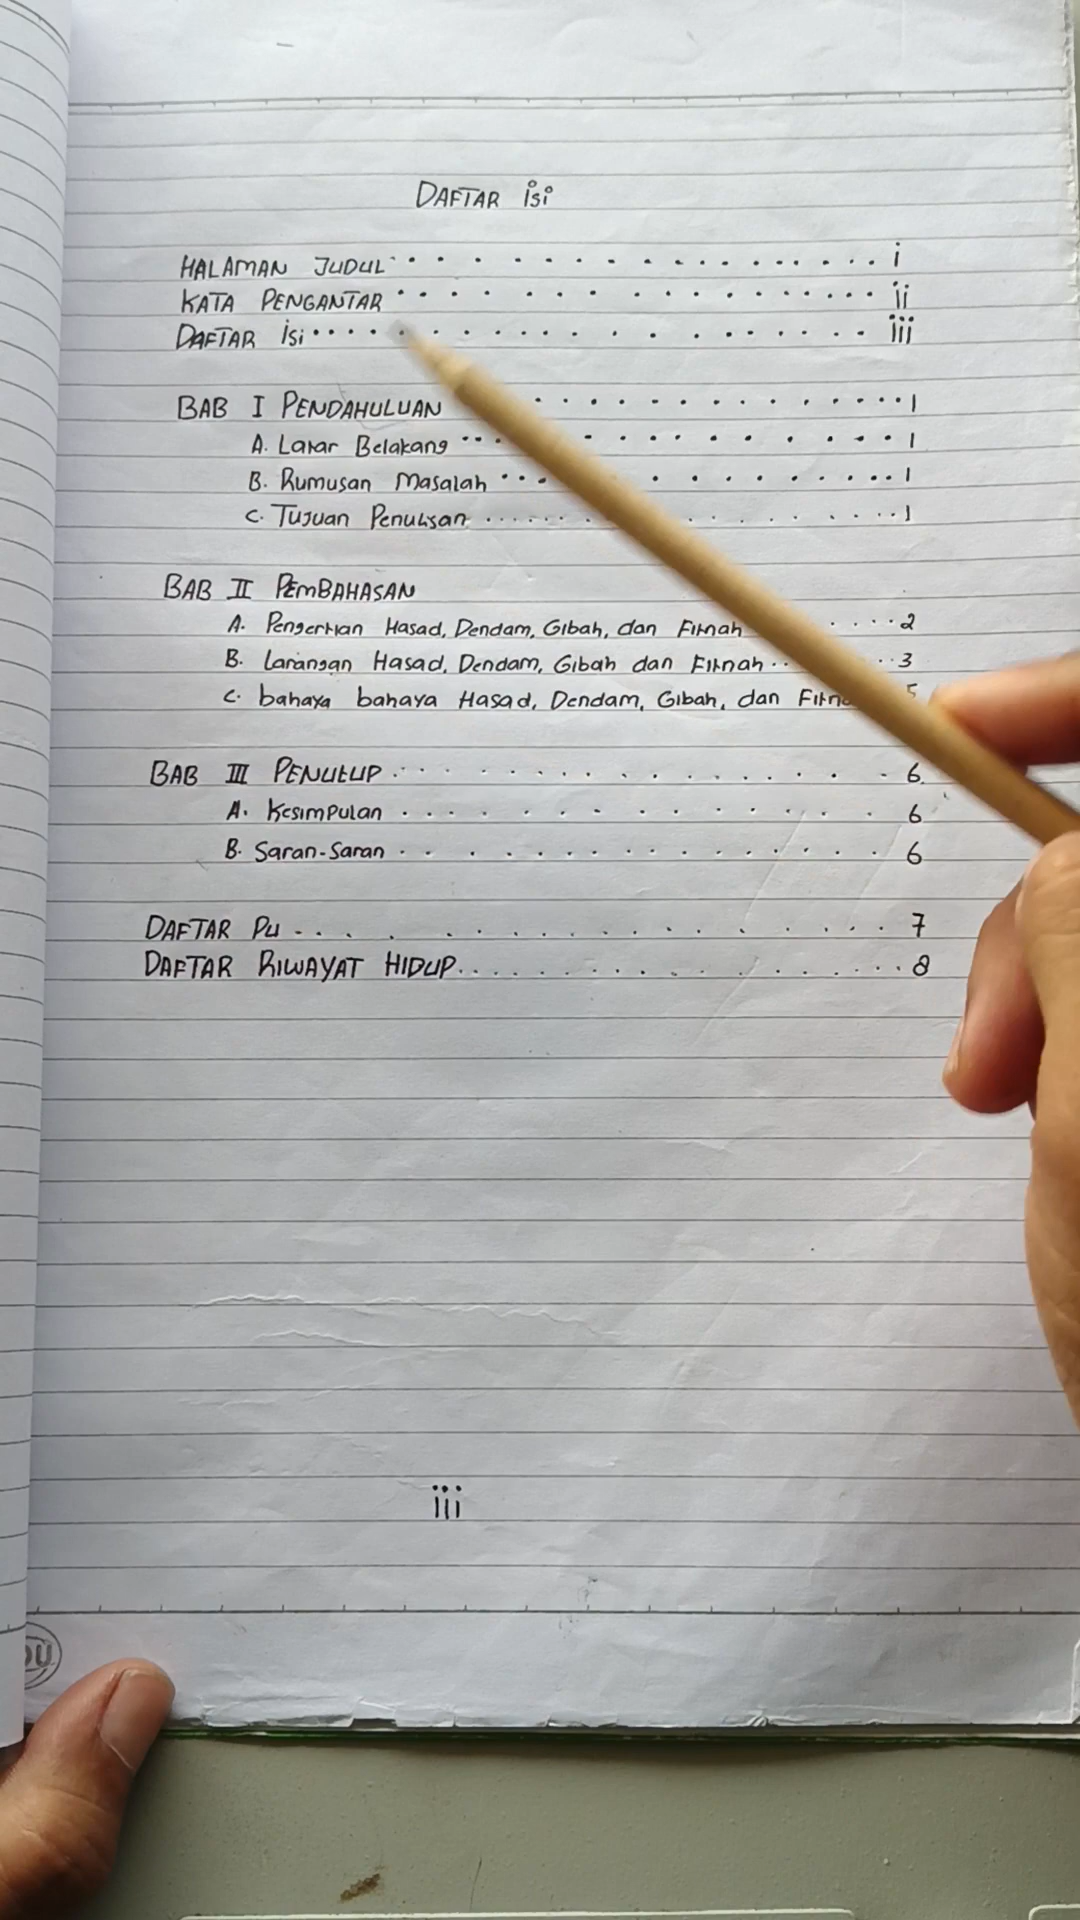 DAFTAR isi
HALAMAN JUDUL . . . . . . . . . . . . . . . . i
KATA PENGANTAR . . . . . . . . . . . . . . . . ii
DAFTAR isi . . . . . . . . . . . . . . . . iii
BAB I PENDAHULUAN . . . . . . . . . . . 1
A. Latar Belakang . . . . . . . . . . . 1
B. Rumusan Masalah . . . . . . . . . . 1
C. Tujuan Penulisan . . . . . . . . . . 1
BAB II PEMBAHASAN
A. Pengertian Hasad, Dendam, Gibah, dan Fitnah . . . . 2
B. Larangan Hasad, Dendam, Gibah dan Fitnah . . . . 3
C. bahaya bahaya Hasad, Dendam, Gibah, dan 5
BAB III PENUtUP . . . . . . . . . . . . 6
A. Kesimpulan . . . . . . . . . . . . 6
B. Saran-Saran . . . . . . . . . . . . 6
DAFTAR PU . . . . . . . . . . . . . . 7
DAFTAR RIWAYAT HIDUP . . . . . . . . . . . . 8
iii